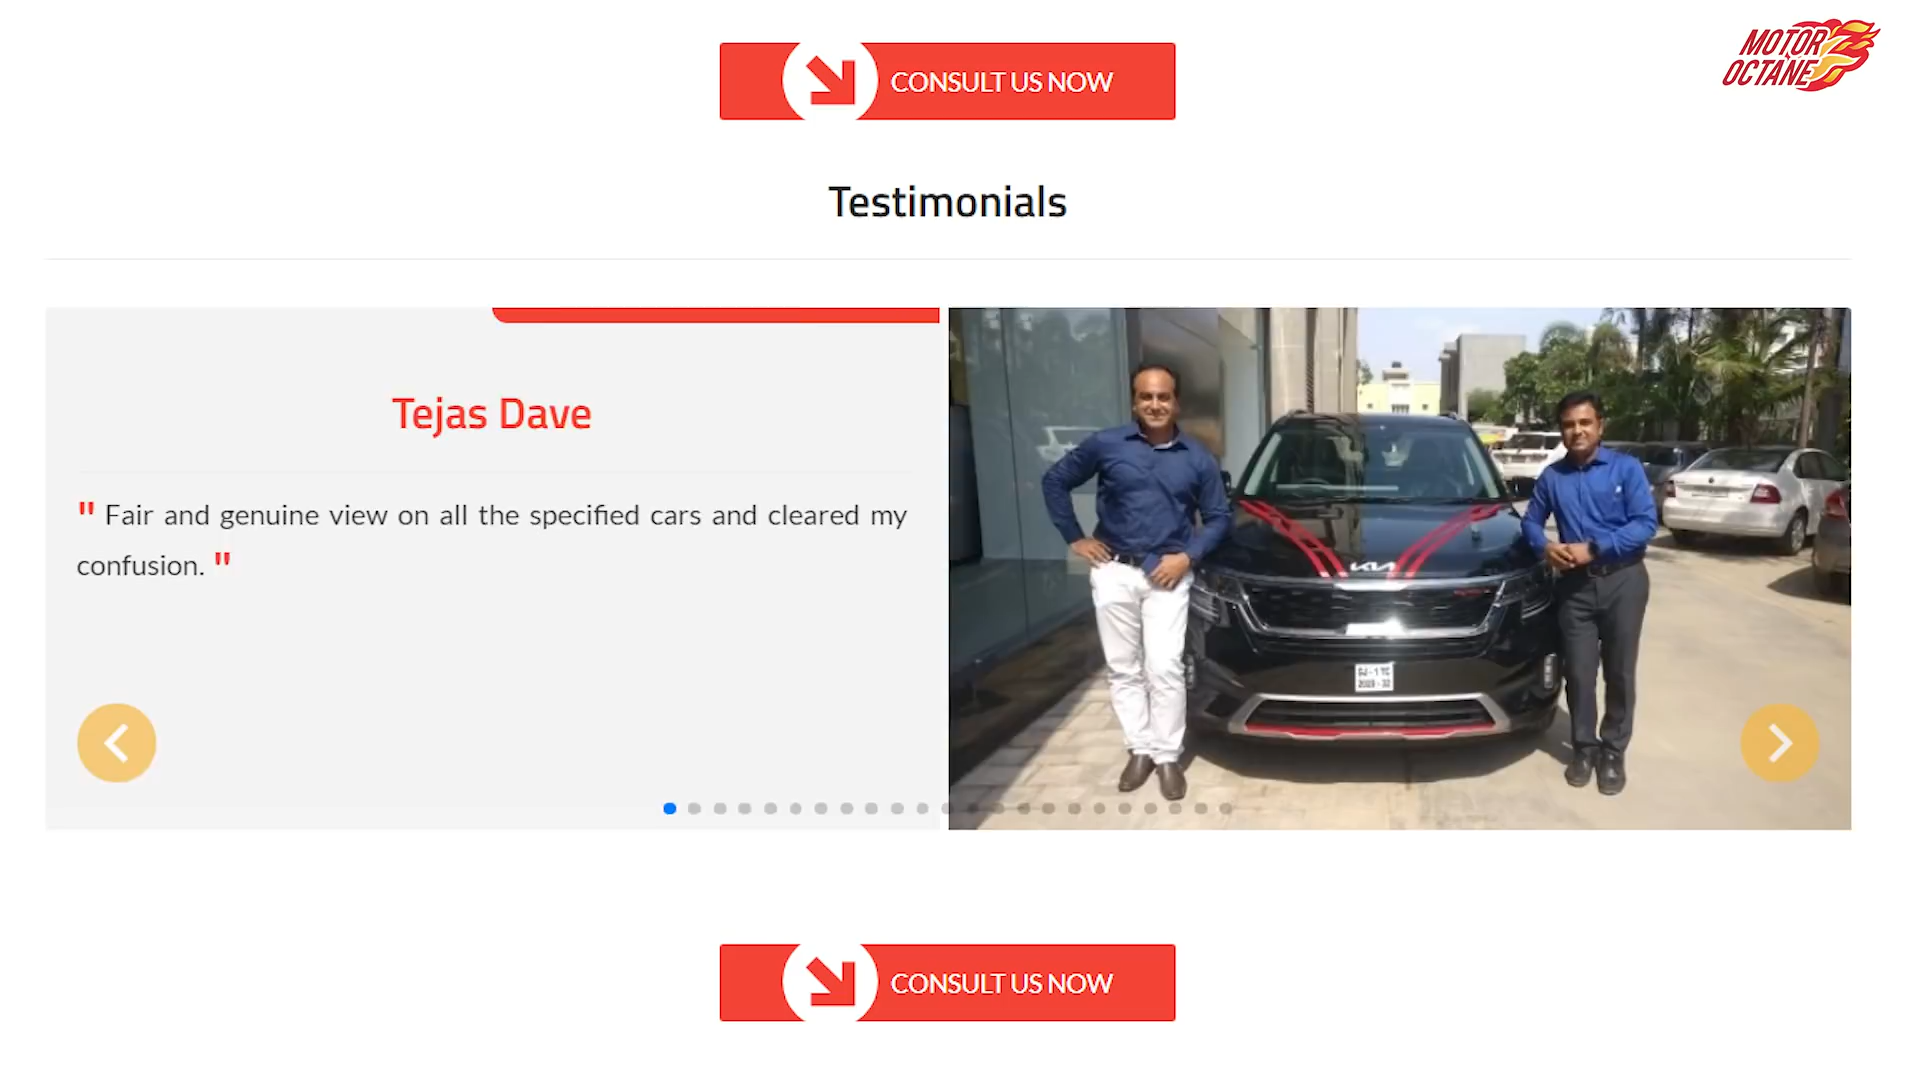 MOTOR
OCTANE
CONSULT US NOW
Testimonials
Tejas Dave
" Fair and genuine view on all the specified cars and cleared my
confusion. "
KIA
CONSULT US NOW